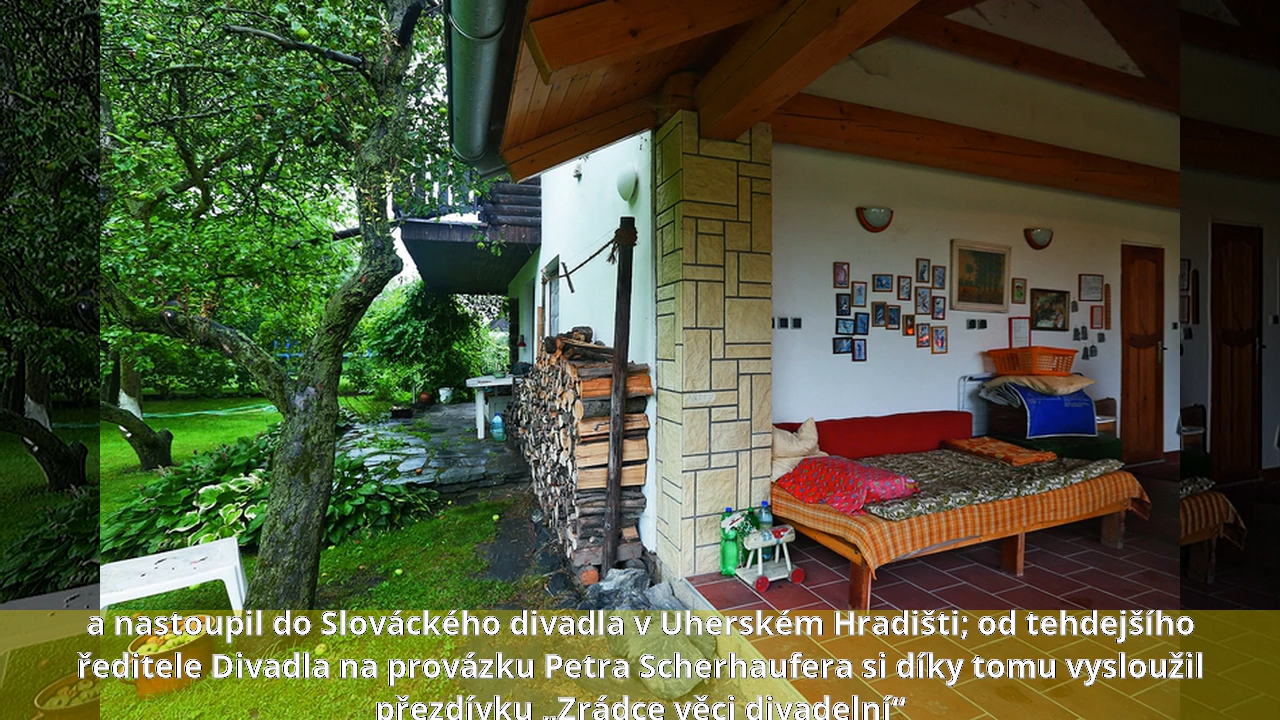 a nastoupil do Slováckého divadla v Uherském Hradišti; od tehdejšího
ředitele Divadla na provázku Petra Scherhaufera si díky tomu vysloužil
přezdívku „Zrádce věci divadelní“